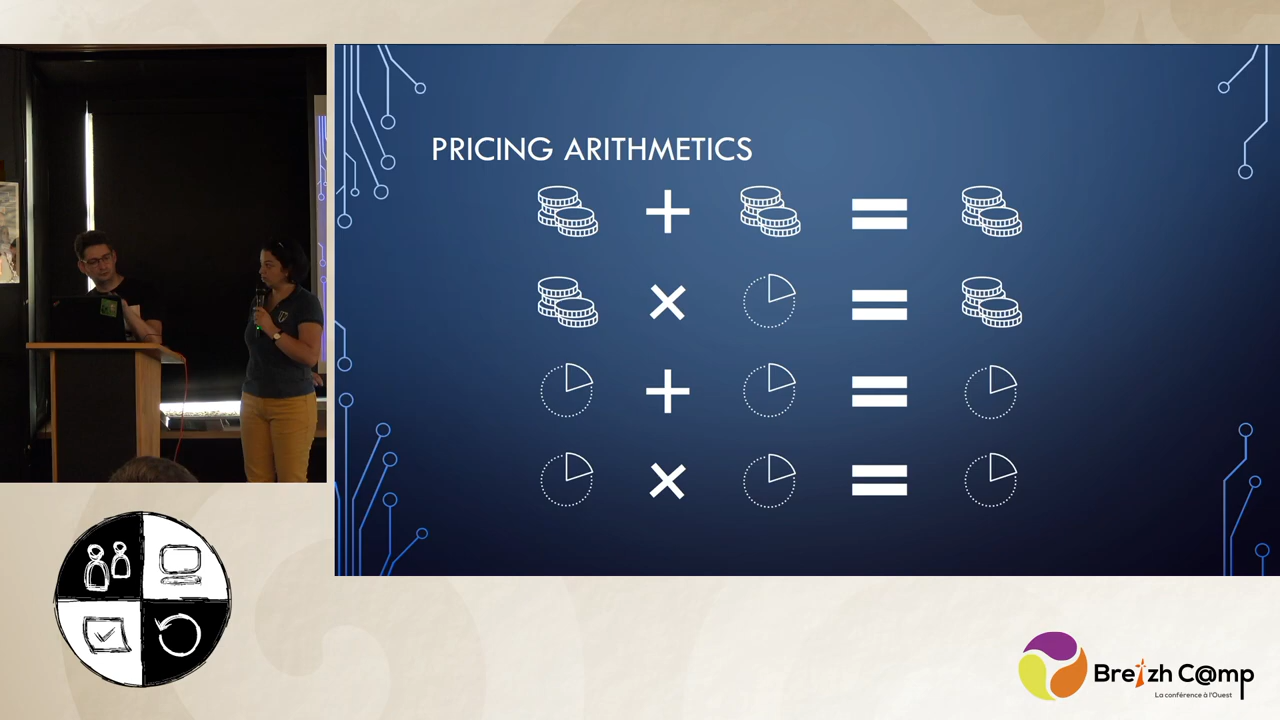 PRICING ARITHMETICS
+ =
× =
+ =
× =
Breizh C@mp
La conférence à l'Ouest